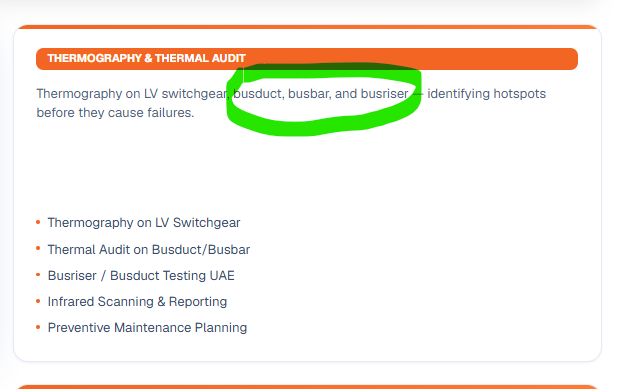 THERMOGRAPHY & THERMAL AUDIT
Thermography on LV switchgear, busduct, busbar, and busriser — identifying hotspots
before they cause failures.
• Thermography on LV Switchgear
• Thermal Audit on Busduct/Busbar
• Busriser / Busduct Testing UAE
• Infrared Scanning & Reporting
• Preventive Maintenance Planning